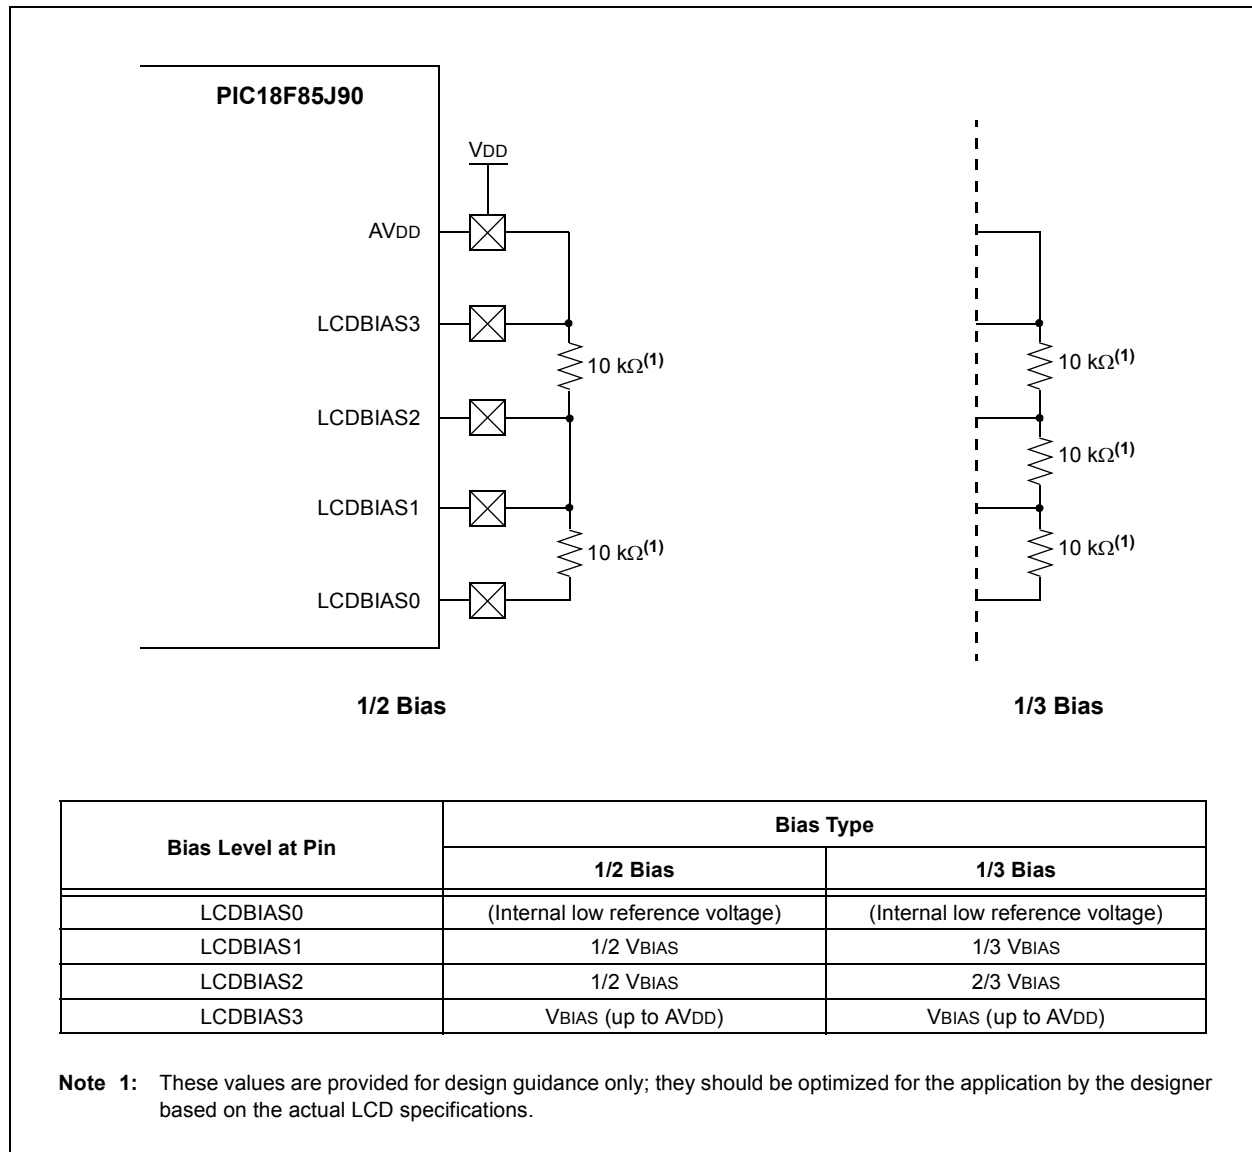 PIC18F85J90
VDD
AVDD
LCDBIAS3
10 kΩ(1)
10 kΩ(1)
LCDBIAS2
10 kΩ(1)
LCDBIAS1
10 kΩ(1)
10 kΩ(1)
LCDBIAS0
1/2 Bias
1/3 Bias
Bias Level at Pin
Bias Type
1/2 Bias
1/3 Bias
LCDBIAS0
(Internal low reference voltage)
(Internal low reference voltage)
LCDBIAS1
1/2 VBIAS
1/3 VBIAS
LCDBIAS2
1/2 VBIAS
2/3 VBIAS
LCDBIAS3
VBIAS (up to AVDD)
VBIAS (up to AVDD)
Note 1: These values are provided for design guidance only; they should be optimized for the application by the designer
based on the actual LCD specifications.